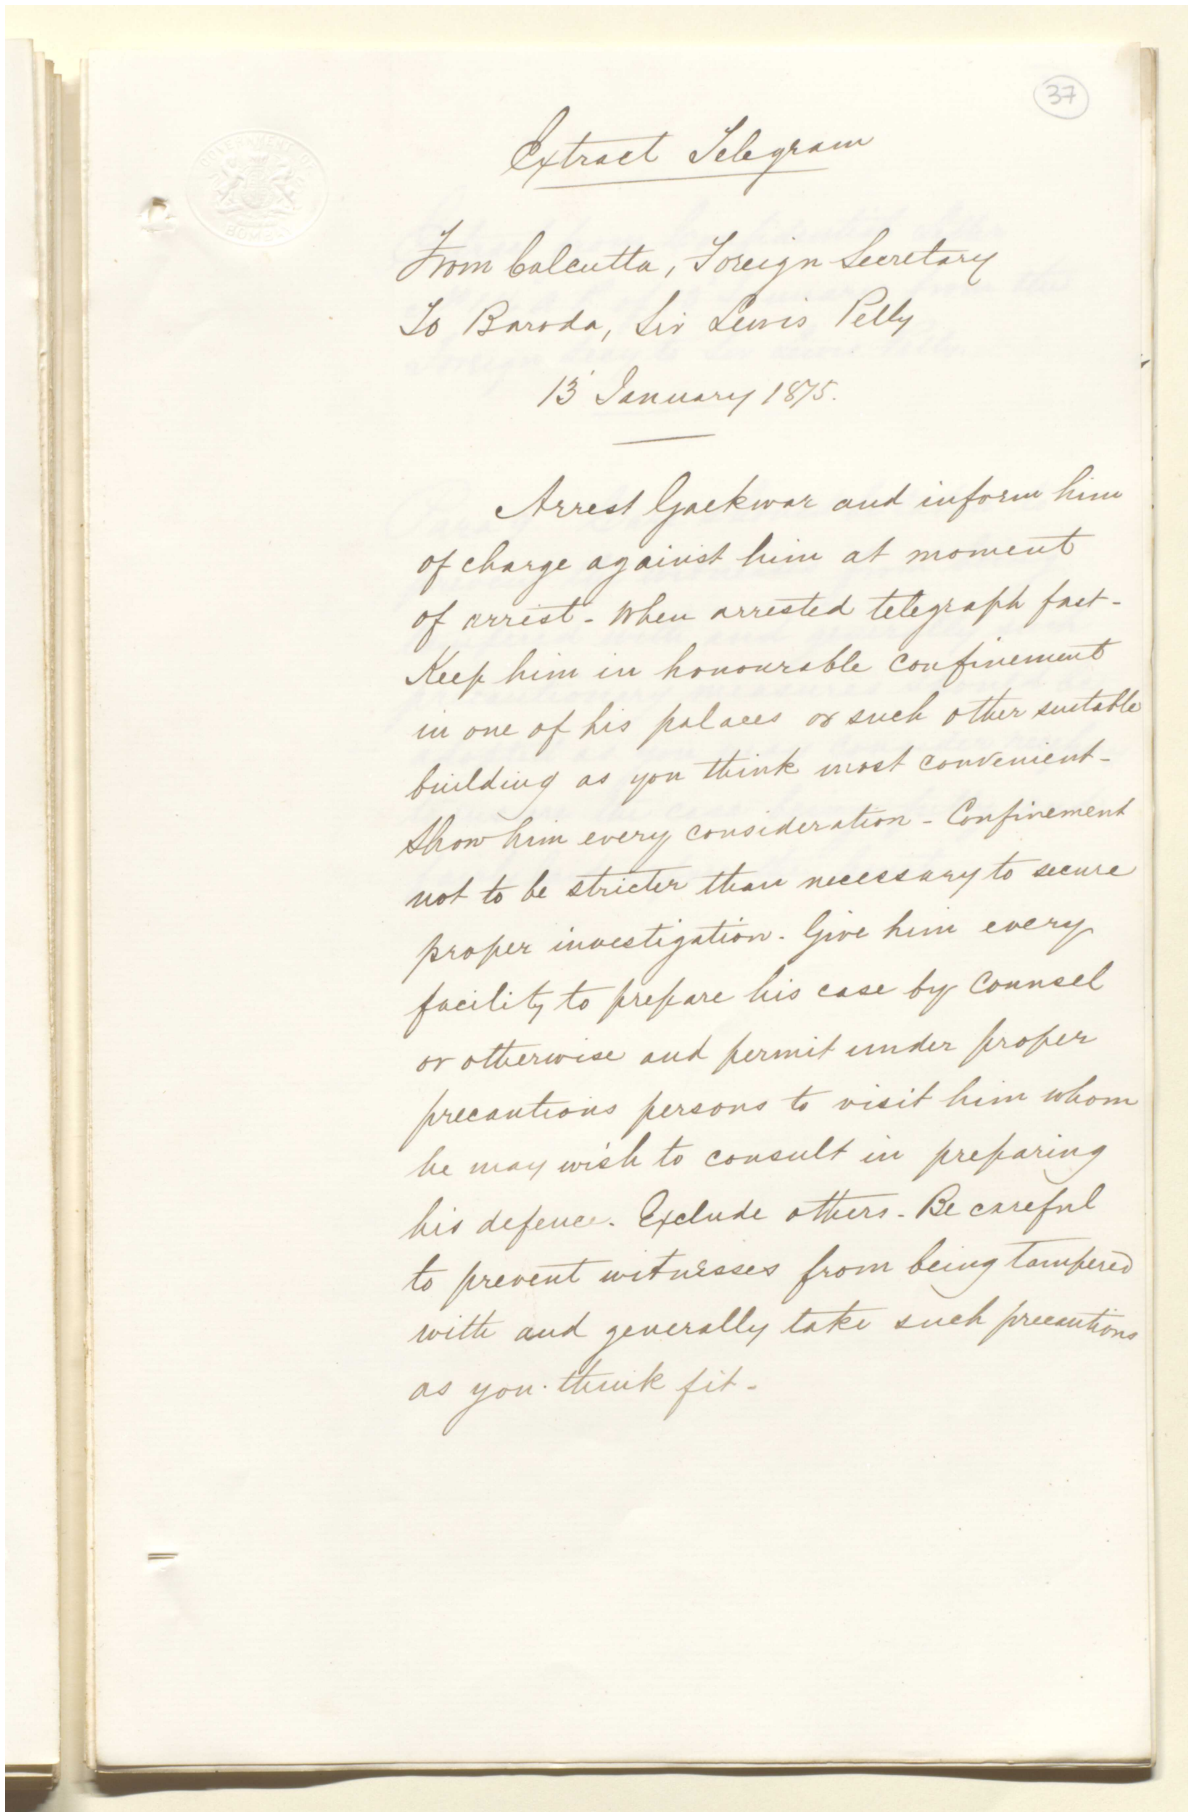 37
GOVERNMENT OF
BOMBAY
Extract Telegram
From Calcutta, Foreign Secretary
To Baroda, Sir Lewis Pelly
13 January 1875.
Arrest Gaekwar and inform him
of charge against him at moment
of arrest - When arrested telegraph fact -
Keep him in honourable confinement
in one of his palaces or such other suitable
building as you think most convenient -
Show him every consideration - Confinement
not to be stricter than necessary to secure
proper investigation - Give him every
facility to prepare his case by Counsel
or otherwise and permit under proper
precautions persons to visit him whom
he may wish to consult in preparing
his defence. Exclude others - Be careful
to prevent witnesses from being tampered
with and generally take such precautions
as you think fit -